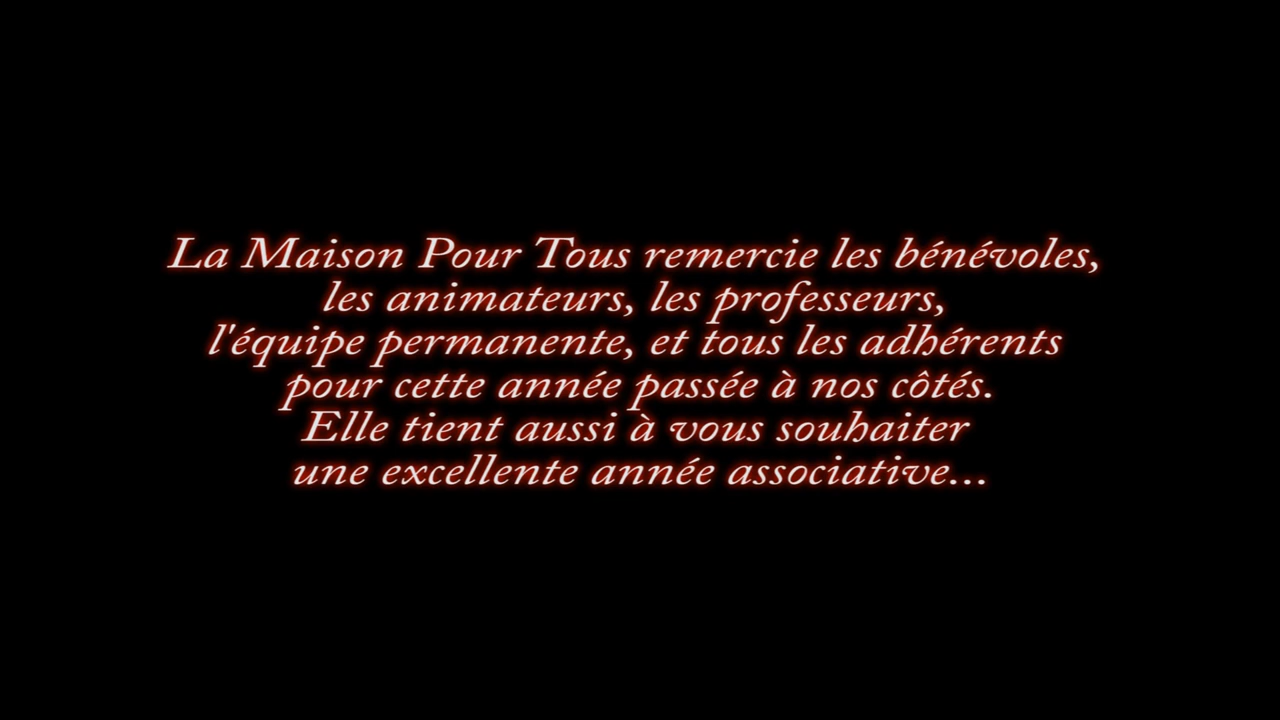 La Maison Pour Tous remercie les bénévoles,
les animateurs, les professeurs,
l'équipe permanente, et tous les adhérents
pour cette année passée à nos côtés.
Elle tient aussi à vous souhaiter
une excellente année associative...